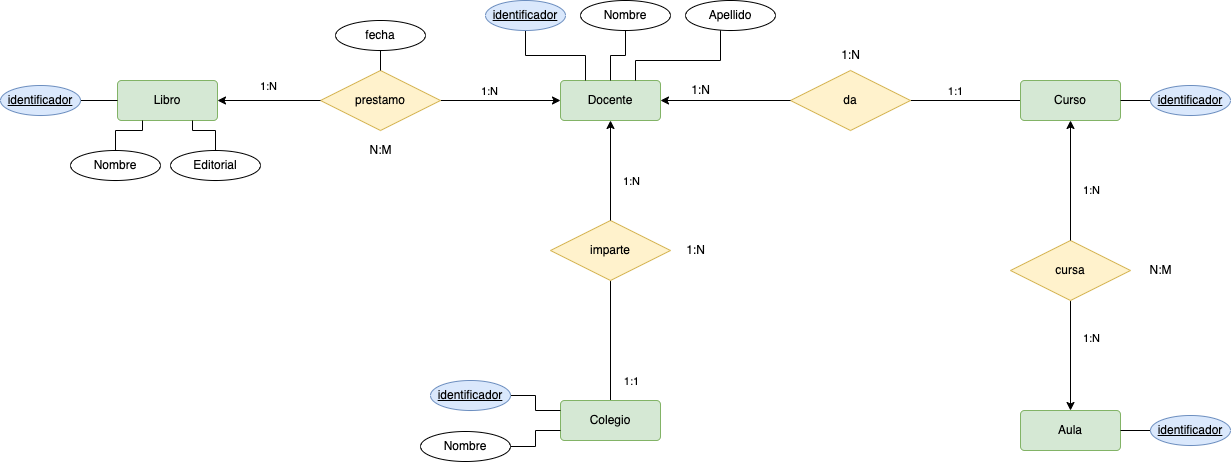 identificador
Nombre
Apellido
fecha
1:N
identificador
Libro
1:N
prestamo
1:N
Docente
1:N
da
1:1
Curso
identificador
N:M
Nombre
Editorial
1:N
1:N
imparte
1:N
cursa
N:M
1:N
1:1
identificador
Colegio
Nombre
Aula
identificador